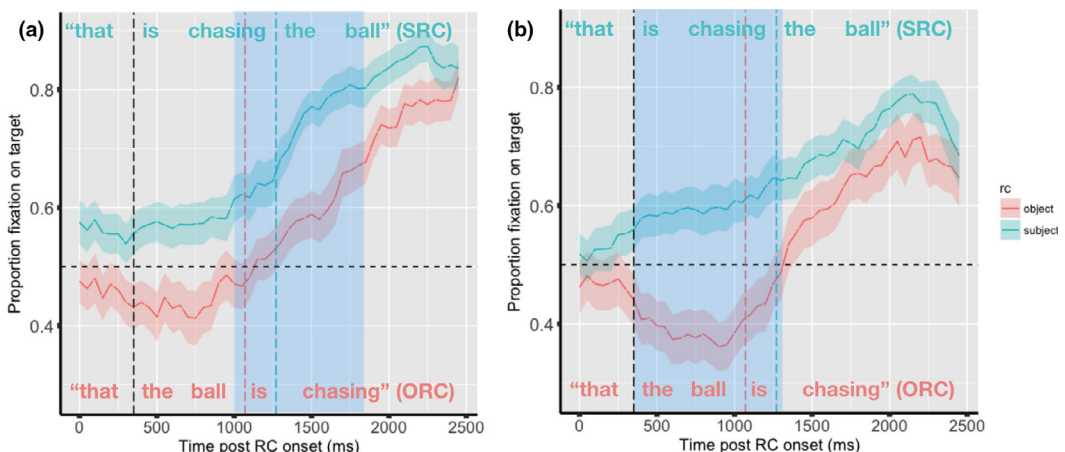 (a) “that is chasing the ball” (SRC)
0.8
0.6
0.4
Proportion fixation on target
“that the ball is chasing” (ORC)
0 500 1000 1500 2000 2500
Time post RC onset (ms)
(b) “that is chasing the ball” (SRC)
0.8
0.6
0.4
Proportion fixation on target
“that the ball is chasing” (ORC)
0 500 1000 1500 2000 2500
Time post RC onset (ms)
rc
object
subject